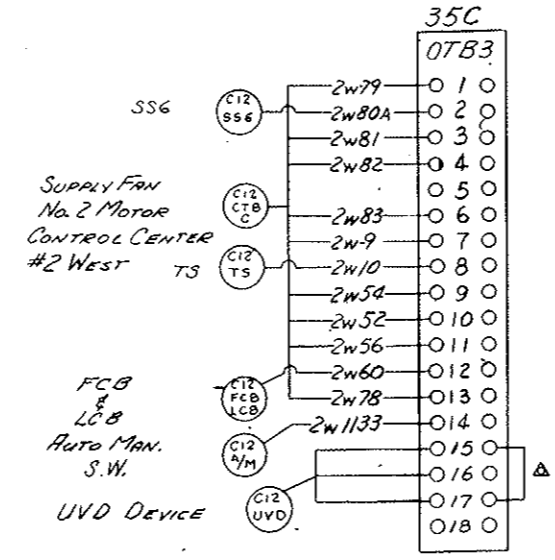 35C
OTB3
2W79 1
SS6 C12 SS6 2W80A 2
2W81 3
2W82 4
5
SUPPLY FAN
No. 2 MOTOR
CONTROL CENTER
#2 WEST
C12 CTB C
2W83 6
2W-9 7
TS C12 TS 2W10 8
2W54 9
2W52 10
2W56 11
2W60 12
FCB
&
LCB
C12 FCB LCB
2W78 13
2W1133 14
AUTO MAN.
S.W.
C12 A/M
15
16
17
UVD DEVICE C12 UVD
18